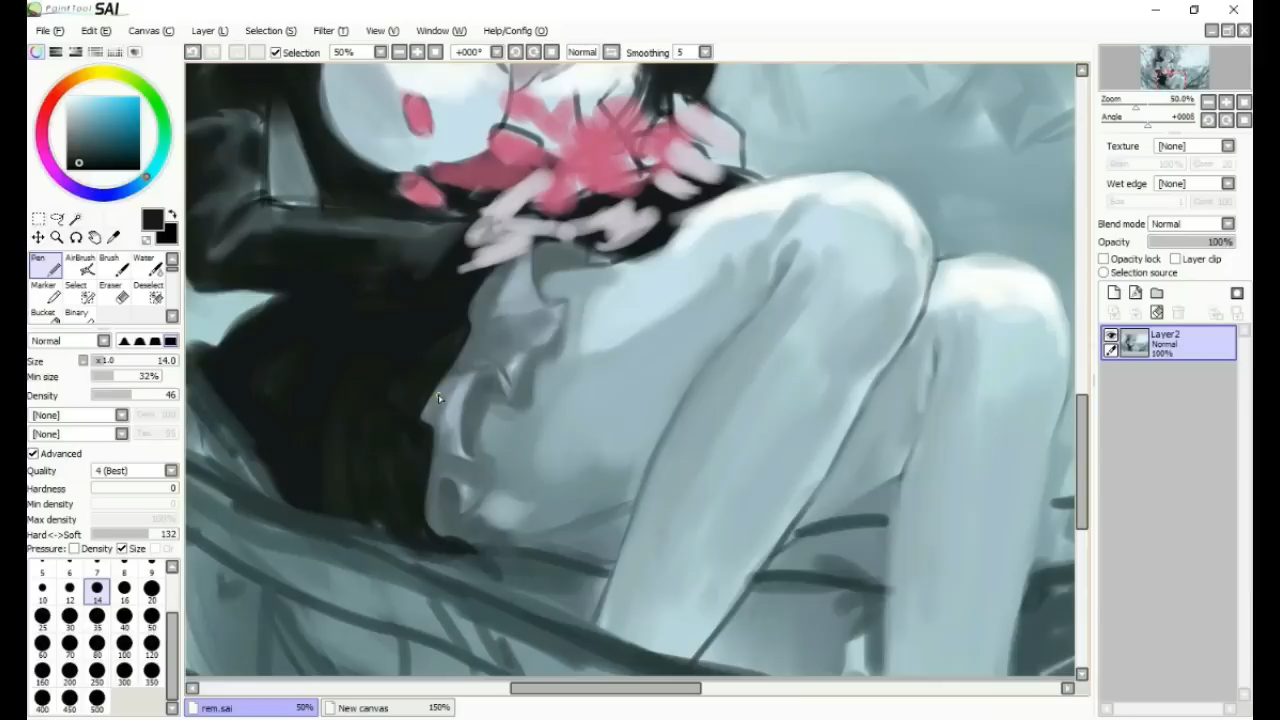 PaintTool SAI
File (F) Edit (E) Canvas (C) Layer (L) Selection (S) Filter (T) View (V) Window (W) Help/Config (O)
Selection 50% +000° Normal Smoothing 5
Zoom 50.0%
Angle +000
Texture [None]
100%
Wet edge [None]
Size 1 100
Blend mode Normal
Opacity 100%
Opacity lock Layer clip
Selection source
Layer2
Normal
100%
Pen AirBrush Brush Water
Marker Select Eraser Deselect
Bucket Binary
Normal
Size x1.0 14.0
Min size 32%
Density 46
[None]
[None]
Advanced
Quality 4 (Best)
Hardness 0
Min density 0
Max density 100%
Hard<->Soft 132
Pressure: Density Size
5 6 7 8 9
10 12 14 16 20
25 30 35 40 50
60 70 80 100 120
160 200 250 300 350
400 450 500
rem.sai 50% New canvas 150%